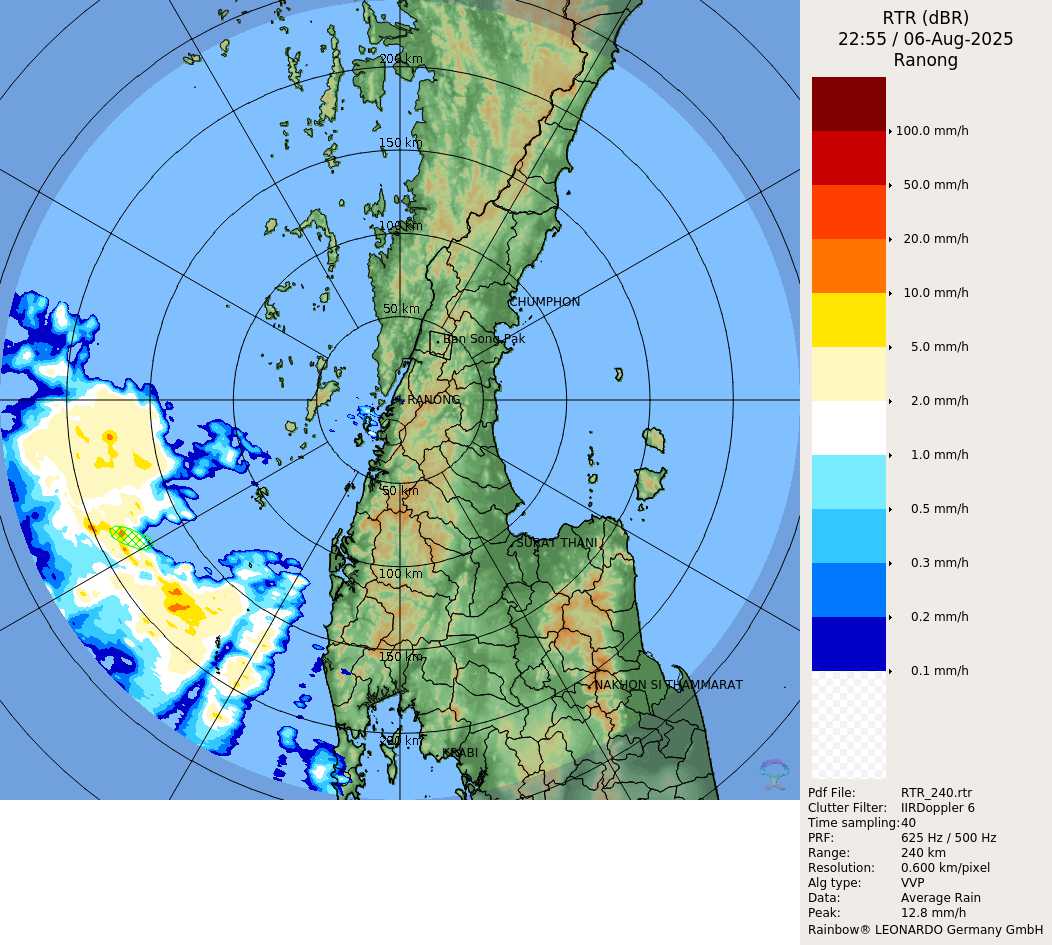 RTR (dBR)
22:55 / 06-Aug-2025
Ranong
200 km
150 km
100 km
50 km
CHUMPHON
Ban Song Pak
RANONG
50 km
SURAT THANI
100 km
150 km
NAKHON SI THAMMARAT
200 km
KRABI
100.0 mm/h
50.0 mm/h
20.0 mm/h
10.0 mm/h
5.0 mm/h
2.0 mm/h
1.0 mm/h
0.5 mm/h
0.3 mm/h
0.2 mm/h
0.1 mm/h
Pdf File: RTR_240.rtr
Clutter Filter: IIRDoppler 6
Time sampling:40
PRF: 625 Hz / 500 Hz
Range: 240 km
Resolution: 0.600 km/pixel
Alg type: VVP
Data: Average Rain
Peak: 12.8 mm/h
Rainbow® LEONARDO Germany GmbH